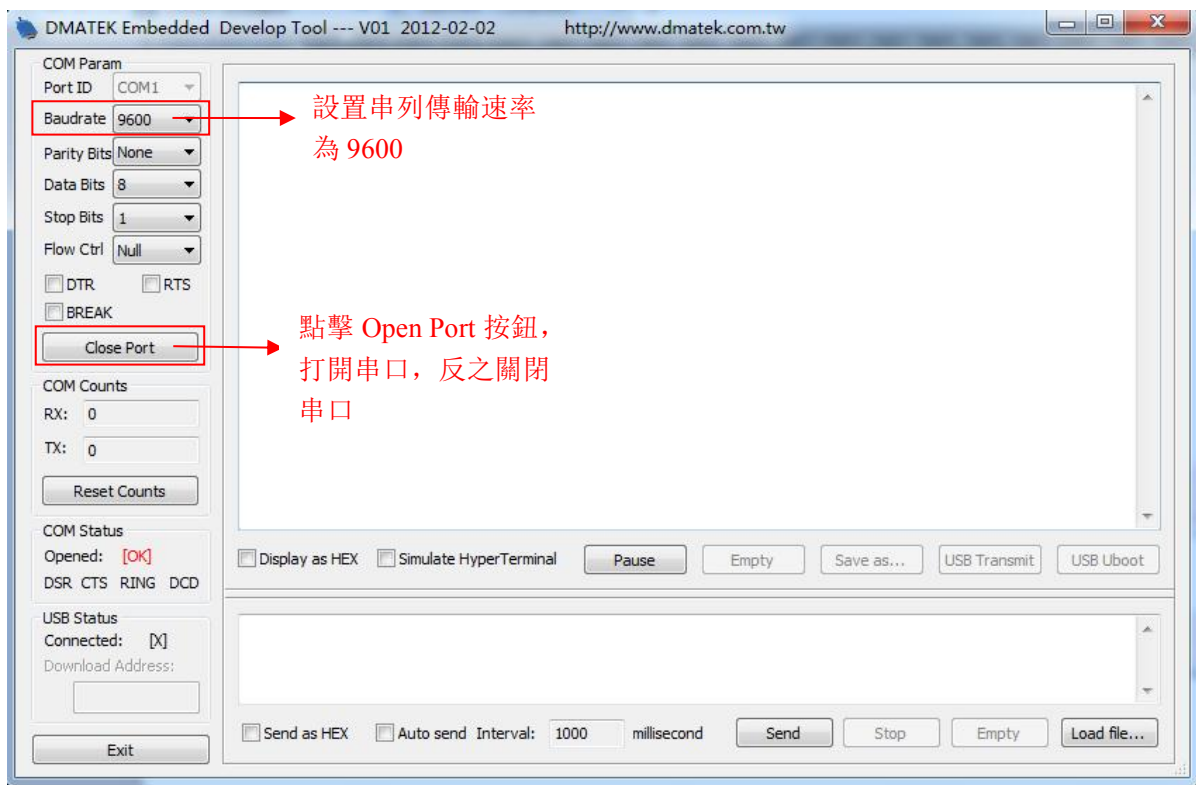 DMATEK Embedded Develop Tool --- V01 2012-02-02 http://www.dmatek.com.tw
COM Param
Port ID COM1
Baudrate 9600
Parity Bits None
Data Bits 8
Stop Bits 1
Flow Ctrl Null
DTR RTS
BREAK
Close Port
COM Counts
RX: 0
TX: 0
Reset Counts
COM Status
Opened: [OK]
DSR CTS RING DCD
USB Status
Connected: [X]
Download Address:
Exit
設置串列傳輸速率
為 9600
點擊 Open Port 按鈕，
打開串口，反之關閉
串口
Display as HEX Simulate HyperTerminal Pause Empty Save as... USB Transmit USB Uboot
Send as HEX Auto send Interval: 1000 millisecond Send Stop Empty Load file...